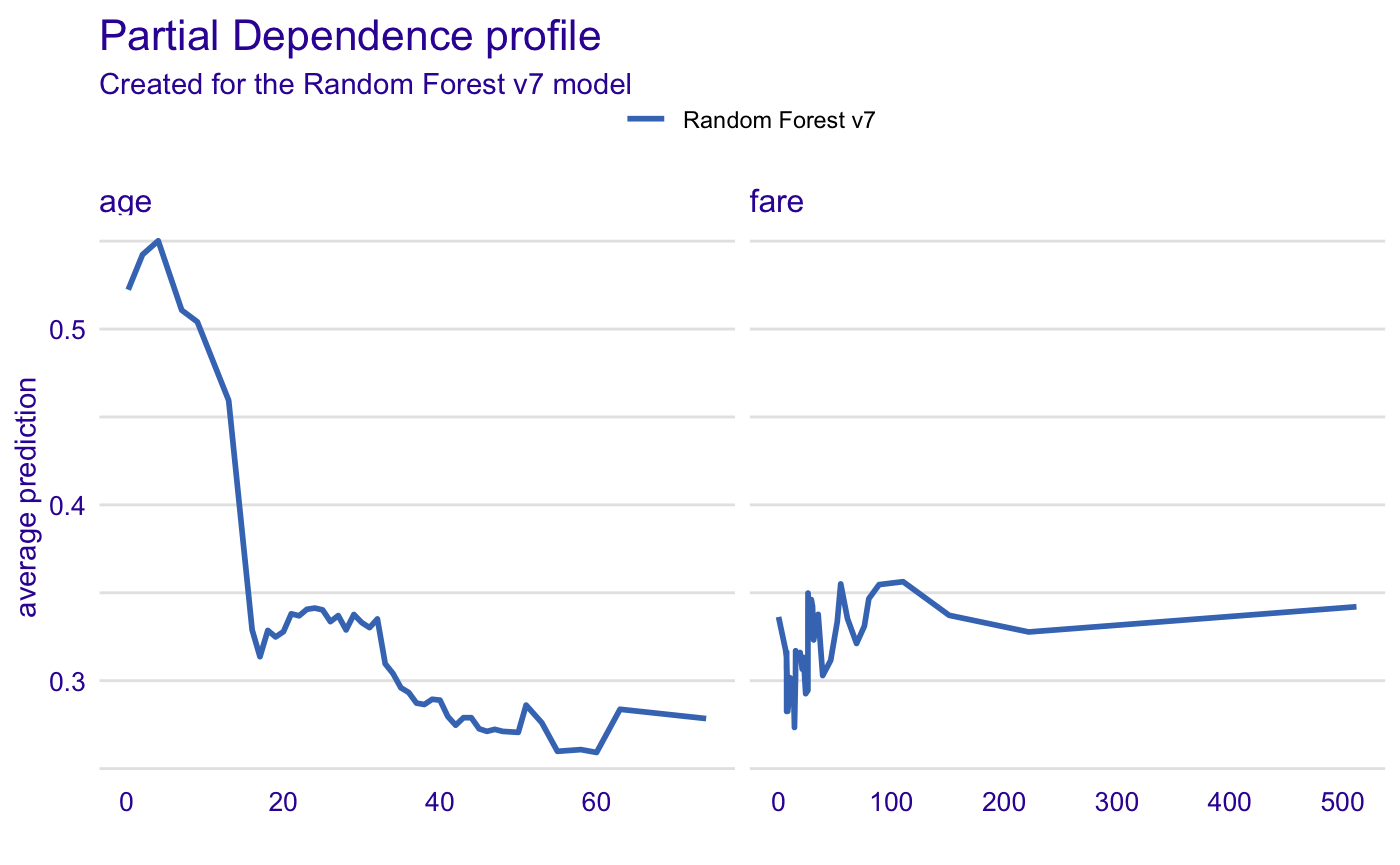 Partial Dependence profile
Created for the Random Forest v7 model
Random Forest v7
age
fare
average prediction
0.5
0.4
0.3
0 20 40 60
0 100 200 300 400 500